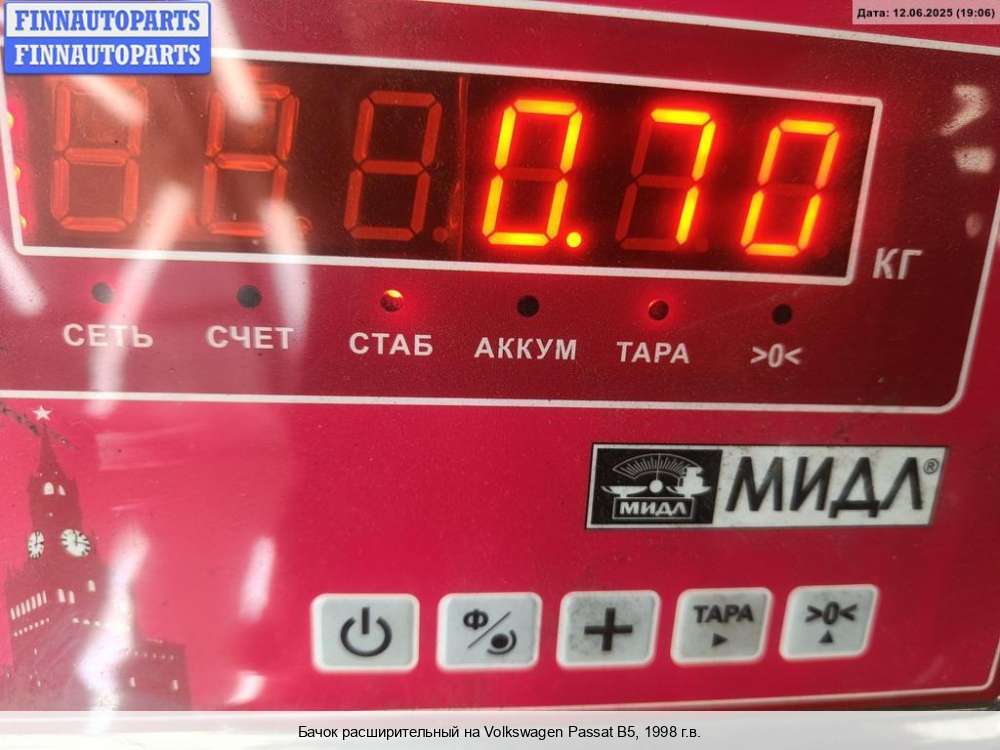 FINNAUTOPARTS
FINNAUTOPARTS
Дата: 12.06.2025 (19:06)
0.70
КГ
СЕТЬ СЧЕТ СТАБ АККУМ ТАРА >0<
МИДЛ МИДЛ®
Ф ТАРА >0<
Бачок расширительный на Volkswagen Passat B5, 1998 г.в.